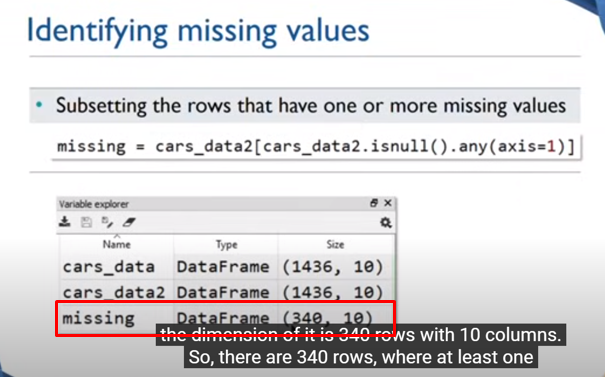 Identifying missing values
• Subsetting the rows that have one or more missing values
missing = cars_data2[cars_data2.isnull().any(axis=1)]
Variable explorer
Name Type Size
cars_data DataFrame (1436, 10)
cars_data2 DataFrame (1436, 10)
missing DataFrame (340, 10)
the dimension of it is 340 rows with 10 columns.
So, there are 340 rows, where at least one